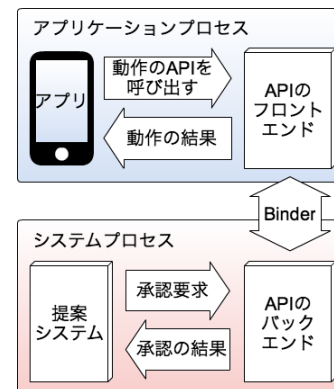 アプリケーションプロセス
アプリ
動作のAPIを
呼び出す
動作の結果
APIの
フロント
エンド
Binder
システムプロセス
提案
システム
承認要求
承認の結果
APIの
バック
エンド